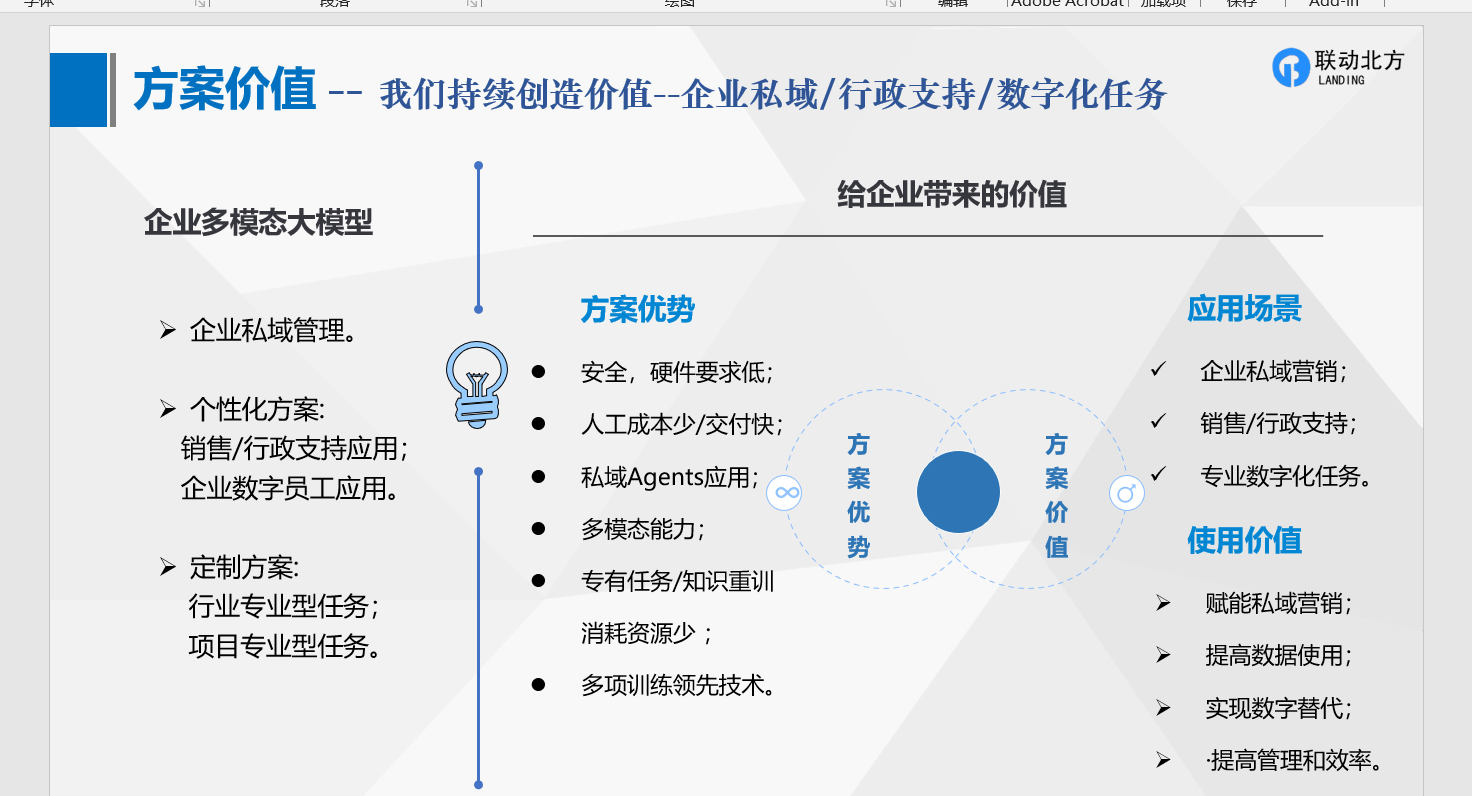 字体
段落
绘图
编辑
Adobe Acrobat
加载项
保存
Add-in
方案价值 -- 我们持续创造价值--企业私域/行政支持/数字化任务
联动北方
LANDING
企业多模态大模型
企业私域管理。
个性化方案:
销售/行政支持应用；
企业数字员工应用。
定制方案:
行业专业型任务；
项目专业型任务。
给企业带来的价值
方案优势
安全，硬件要求低；
人工成本少/交付快；
私域Agents应用；
多模态能力；
专有任务/知识重训
消耗资源少 ；
多项训练领先技术。
方
案
优
势
方
案
价
值
应用场景
企业私域营销；
销售/行政支持；
专业数字化任务。
使用价值
赋能私域营销；
提高数据使用；
实现数字替代；
·提高管理和效率。